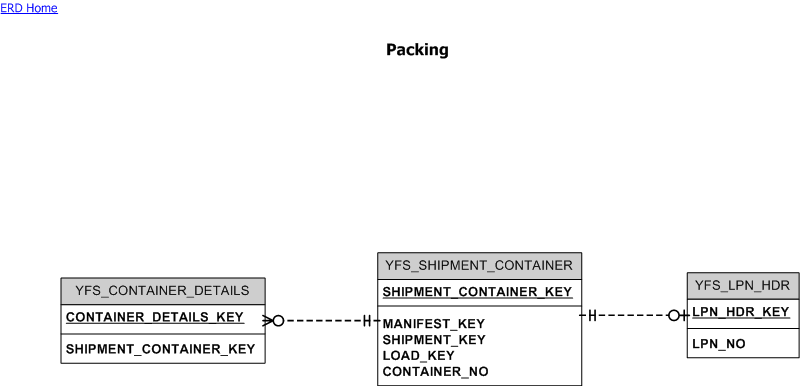 ERD Home
Packing
YFS_CONTAINER_DETAILS
CONTAINER_DETAILS_KEY
SHIPMENT_CONTAINER_KEY
YFS_SHIPMENT_CONTAINER
SHIPMENT_CONTAINER_KEY
MANIFEST_KEY
SHIPMENT_KEY
LOAD_KEY
CONTAINER_NO
YFS_LPN_HDR
LPN_HDR_KEY
LPN_NO